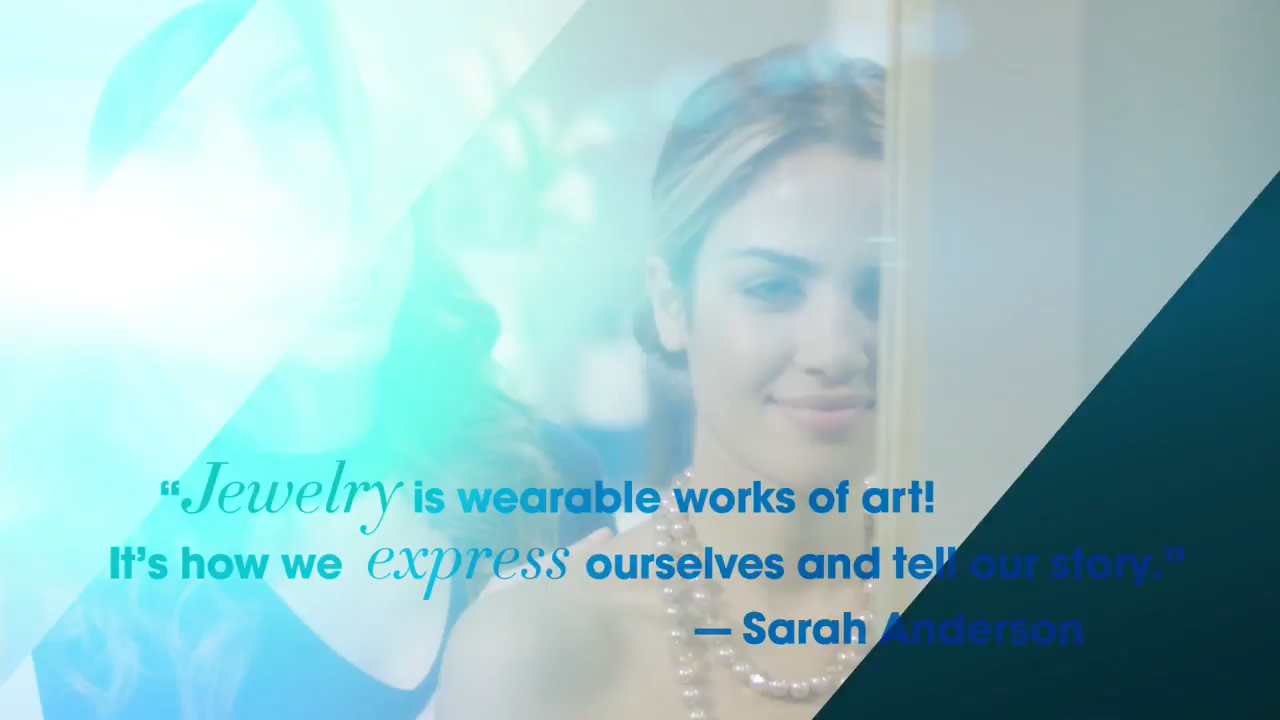 “Jewelry is wearable works of art!
It’s how we express ourselves and tell our story.”
— Sarah Anderson